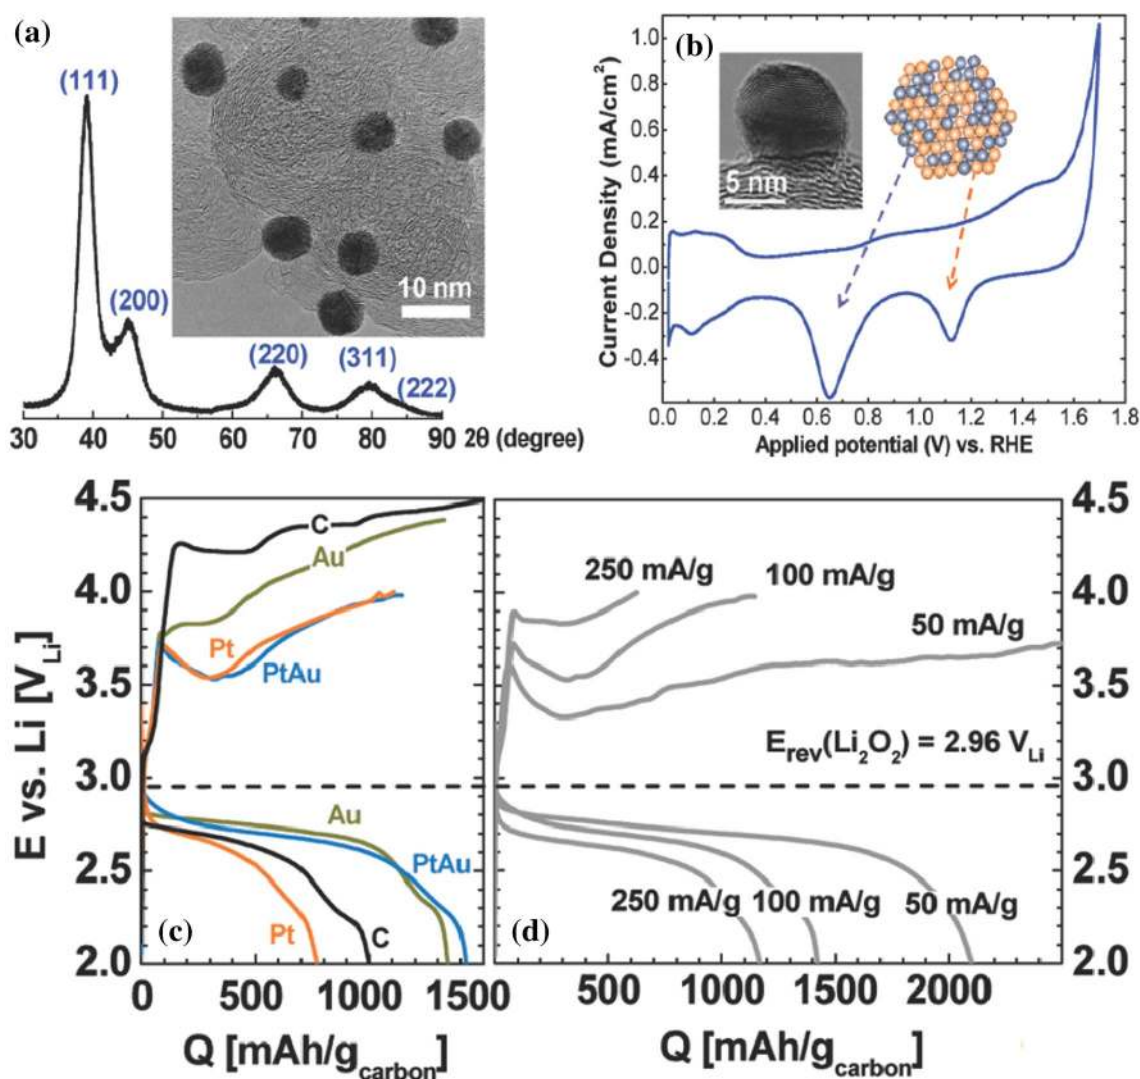 (a)
(111)
(200)
(220)
(311)
(222)
10 nm
30 40 50 60 70 80 90 2θ (degree)
(b)
5 nm
Current Density (mA/cm²)
1.0
0.8
0.6
0.4
0.2
0.0
-0.2
-0.4
0.0 0.2 0.4 0.6 0.8 1.0 1.2 1.4 1.6 1.8
Applied potential (V) vs. RHE
E vs. Li [V_Li]
4.5
4.0
3.5
3.0
2.5
2.0
C
Au
Pt
PtAu
Au
PtAu
Pt
(c)
C
0 500 1000 1500
Q [mAh/g_carbon]
250 mA/g
100 mA/g
50 mA/g
E_rev(Li₂O₂) = 2.96 V_Li
250 mA/g
100 mA/g
50 mA/g
(d)
4.5
4.0
3.5
3.0
2.5
2.0
500 1000 1500 2000
Q [mAh/g_carbon]